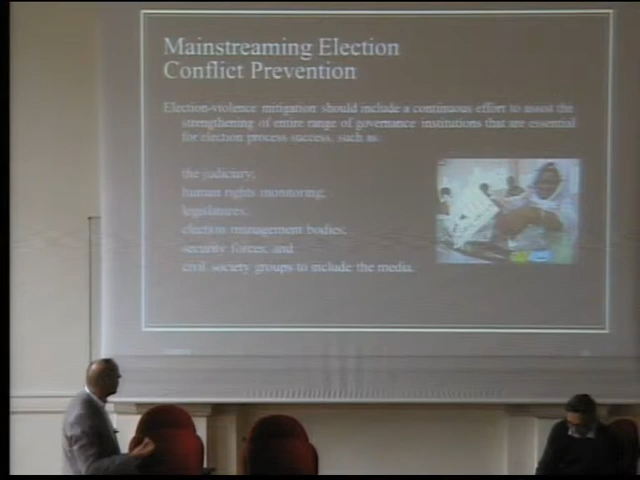 Mainstreaming Election
Conflict Prevention
Election-violence mitigation should include a continuous effort to assist the
strengthening of entire range of governance institutions that are essential
for election process success, such as:
the judiciary;
human rights monitoring;
legislatures;
election management bodies;
security forces; and
civil society groups to include the media.